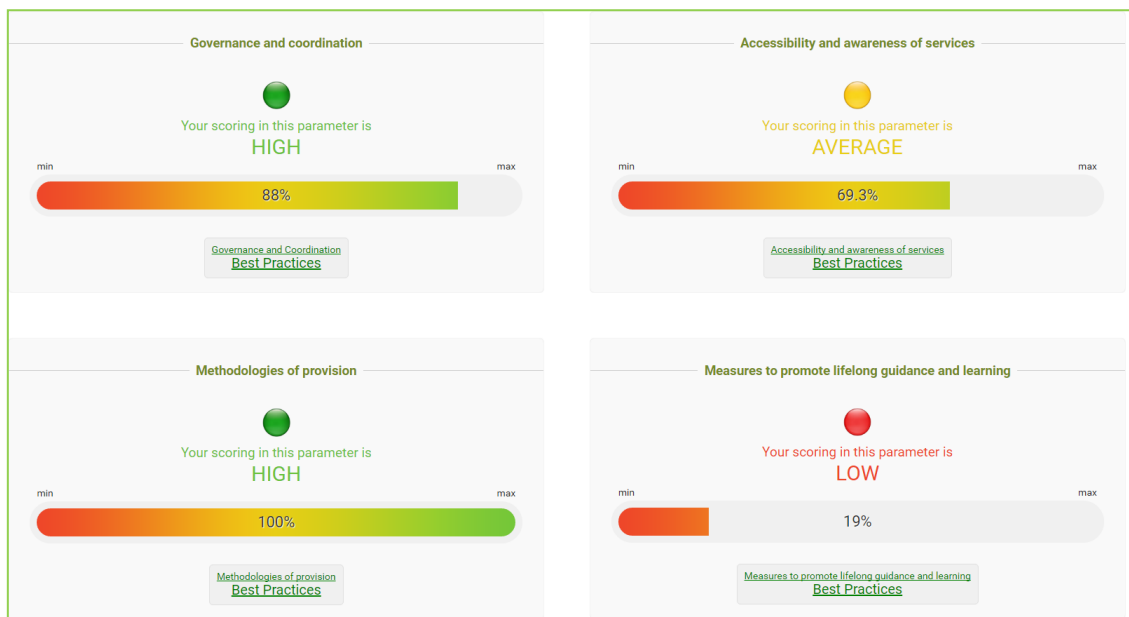 Governance and coordination
Your scoring in this parameter is
HIGH
min
max
88%
Governance and Coordination
Best Practices
Accessibility and awareness of services
Your scoring in this parameter is
AVERAGE
min
max
69.3%
Accessibility and awareness of services
Best Practices
Methodologies of provision
Your scoring in this parameter is
HIGH
min
max
100%
Methodologies of provision
Best Practices
Measures to promote lifelong guidance and learning
Your scoring in this parameter is
LOW
min
max
19%
Measures to promote lifelong guidance and learning
Best Practices